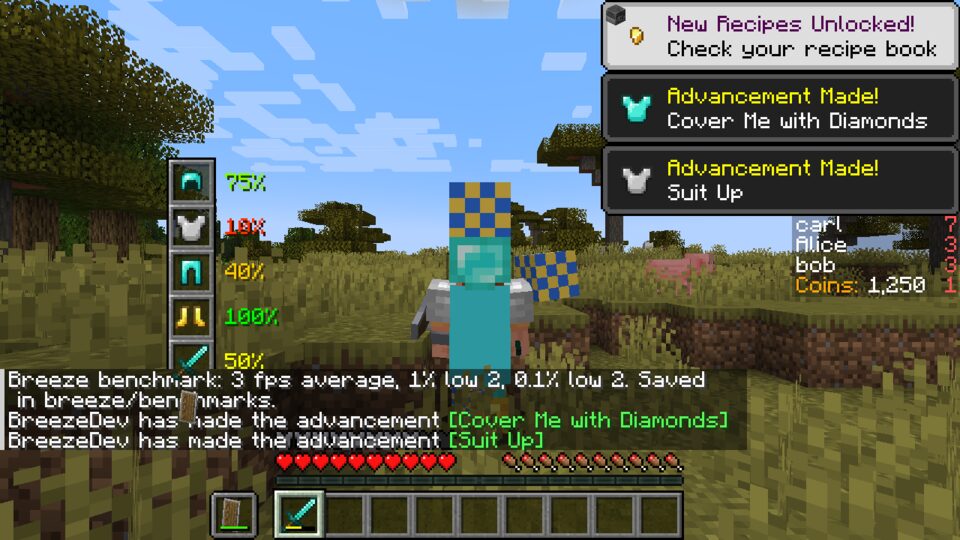 New Recipes Unlocked!
Check your recipe book
Advancement Made!
Cover Me with Diamonds
Advancement Made!
Suit Up
75%
10%
40%
100%
50%
carl 7
Alice 3
bob 3
Coins: 1,250 1
Breeze benchmark: 3 fps average, 1% low 2, 0.1% low 2. Saved
in breeze/benchmarks.
BreezeDev has made the advancement [Cover Me with Diamonds]
BreezeDev has made the advancement [Suit Up]